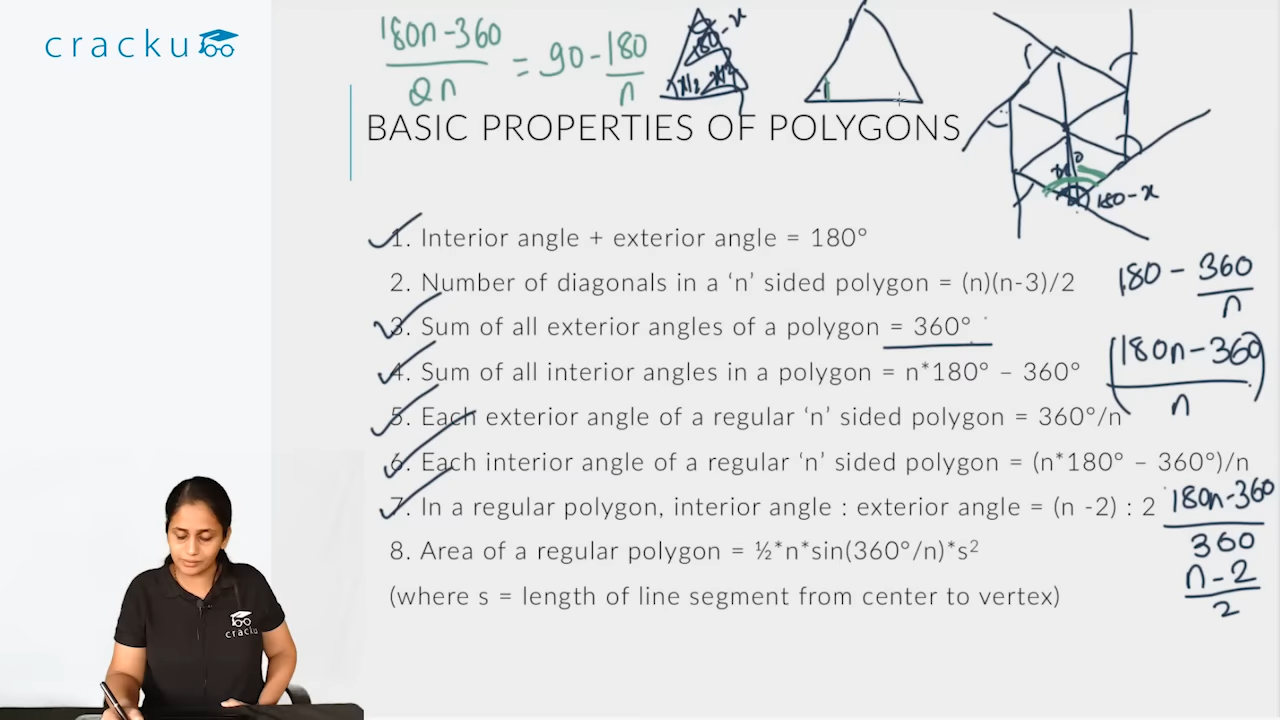 cracku
180n-360
2n
= 90 - 180
n
180-x
x/2 x/2
BASIC PROPERTIES OF POLYGONS
180-x
1. Interior angle + exterior angle = 180°
2. Number of diagonals in a ‘n’ sided polygon = (n)(n-3)/2
180 - 360
n
3. Sum of all exterior angles of a polygon = 360°
4. Sum of all interior angles in a polygon = n*180° – 360°
(180n-360)
n
5. Each exterior angle of a regular ‘n’ sided polygon = 360°/n
6. Each interior angle of a regular ‘n’ sided polygon = (n*180° – 360°)/n
7. In a regular polygon, interior angle : exterior angle = (n -2) : 2
180n-360
360
n-2
2
8. Area of a regular polygon = ½*n*sin(360°/n)*s²
(where s = length of line segment from center to vertex)
cracku